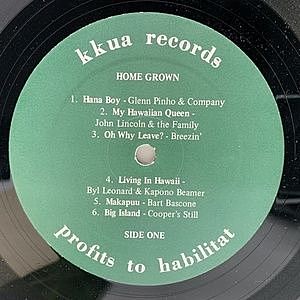 kkua records
HOME GROWN
1. Hana Boy - Glenn Pinho & Company
2. My Hawaiian Queen -
John Lincoln & the Family
3. Oh Why Leave? - Breezin'
4. Living In Hawaii -
Byl Leonard & Kapono Beamer
5. Makapuu - Bart Bascone
6. Big Island - Cooper's Still
SIDE ONE
profits to habilitat